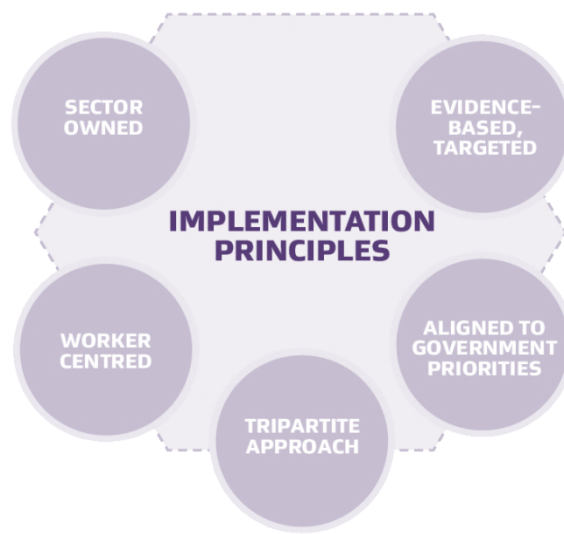 SECTOR
OWNED
EVIDENCE–
BASED,
TARGETED
IMPLEMENTATION
PRINCIPLES
WORKER
CENTRED
ALIGNED TO
GOVERNMENT
PRIORITIES
TRIPARTITE
APPROACH